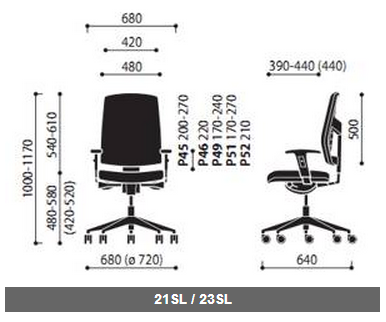 680
420
480
390-440 (440)
1000-1170
540-610
480-580
(420-520)
P45 200-270
P46 220
P49 170-240
P51 170-270
P52 210
500
680 (ø 720)
640
21SL / 23SL